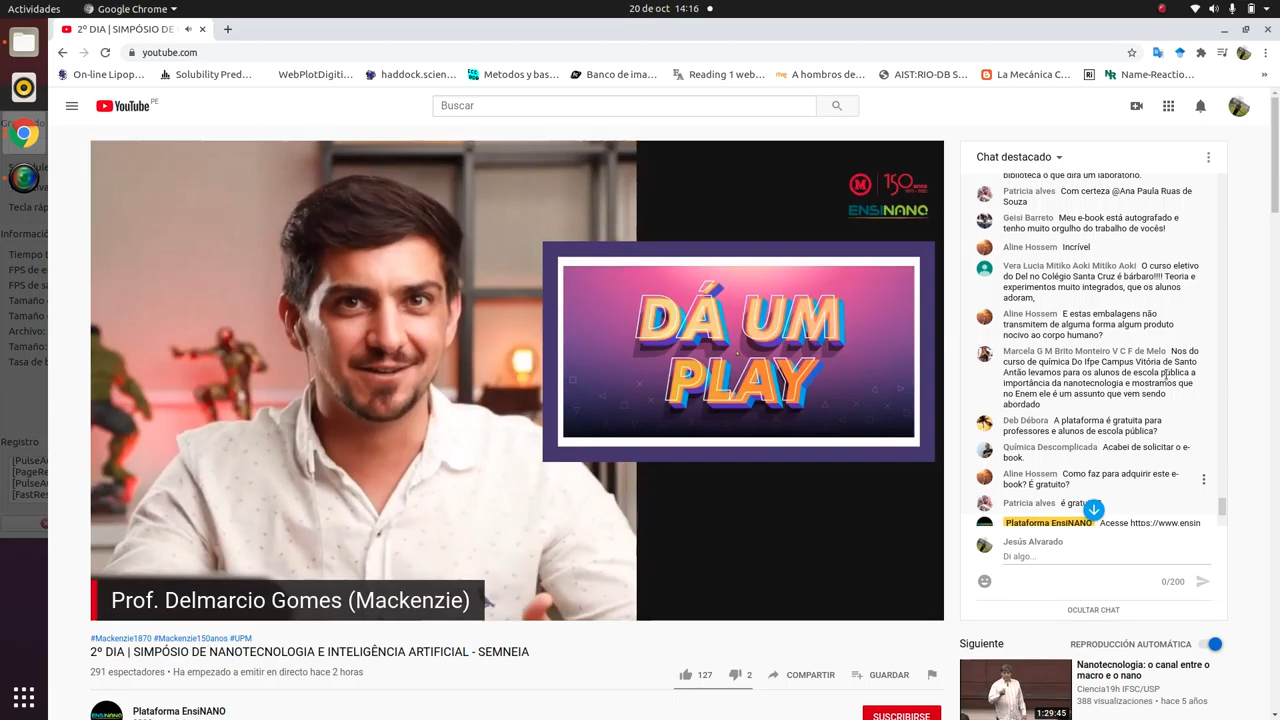 20 de oct 14:16
2º DIA | SIMPÓSIO DE
youtube.com
On-line Lipop... Solubility Pred... WebPlotDigiti... haddock.scien... Metodos y bas... Banco de ima... Reading 1 web... A hombros de... AIST:RIO-DB S... La Mecánica C... Name-Reactio... »
YouTube PE
Buscar
Tecla rápid
Tiempo
FPS de e
FPS de s
Archivo:
Tamaño
Tasa de
Registro
[PulseA
[PageSe
[PageRe
[FastRes
M 150 anos
ENSINANO
DÁ UM
PLAY
Prof. Delmarcio Gomes (Mackenzie)
#Mackenzie1870 #Mackenzie150anos #UPM
2º DIA | SIMPÓSIO DE NANOTECNOLOGIA E INTELIGÊNCIA ARTIFICIAL - SEMNEIA
291 espectadores • Ha empezado a emitir en directo hace 2 horas
127 2 COMPARTIR GUARDAR
Plataforma EnsiNANO
SUSCRIBIRSE
Chat destacado
biblioteca o que dirá um laboratório.
Patricia alves Com certeza @Ana Paula Ruas de
Souza
Geisi Barreto Meu e-book está autografado e
tenho muito orgulho do trabalho de vocês!
Aline Hossem Incrível
Vera Lucia Mitiko Aoki Mitiko Aoki O curso eletivo
do Del no Colégio Santa Cruz é bárbaro!!!! Teoria e
experimentos muito integrados, que os alunos
adoram,
Aline Hossem E estas embalagens não
transmitem de alguma forma algum produto
nocivo ao corpo humano?
Marcela G M Brito Monteiro V C F de Melo Nos do
curso de química Do Ifpe Campus Vitória de Santo
Antão levamos para os alunos de escola pública a
importância da nanotecnologia e mostramos que
no Enem ele é um assunto que vem sendo
abordado
Deb Débora A plataforma é gratuita para
professores e alunos de escola pública?
Química Descomplicada Acabei de solicitar o e-
book.
Aline Hossem Como faz para adquirir este e-
book? É gratuito?
Patricia alves é
Plataforma EnsiNANO Acesse https://www.ensin
Jesús Alvarado
Di algo...
0/200
OCULTAR CHAT
Siguiente REPRODUCCIÓN AUTOMÁTICA
Nanotecnologia: o canal entre o
macro e o nano
Ciencia19h IFSC/USP
388 visualizaciones • hace 5 años
1:29:45